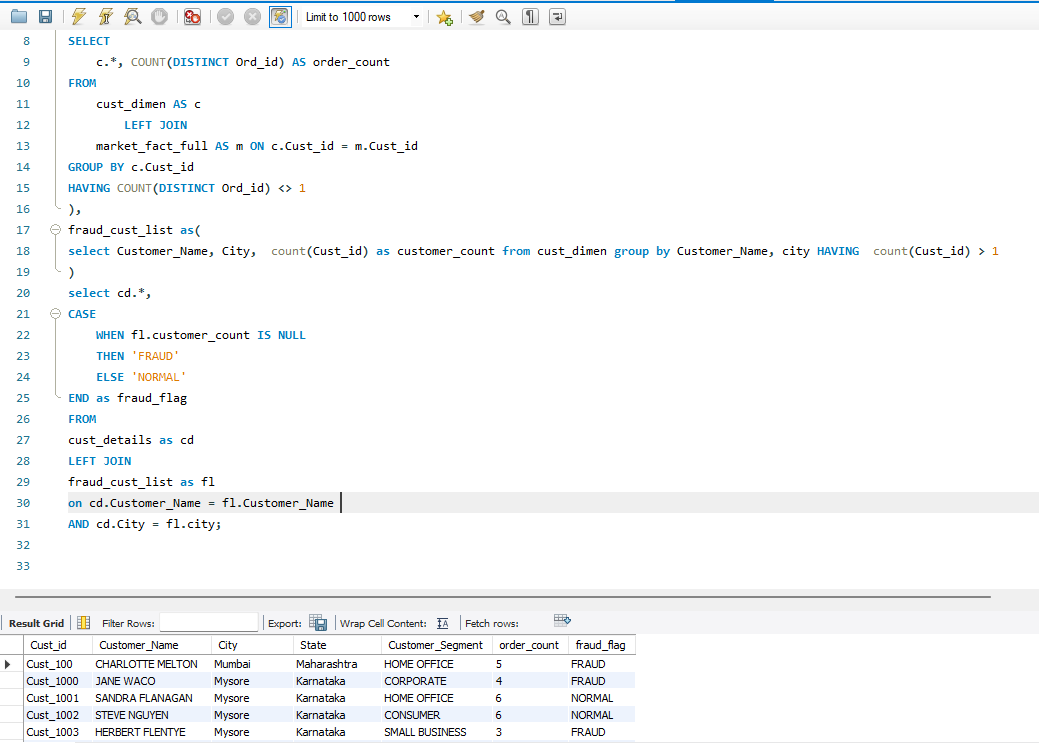 Limit to 1000 rows
8 SELECT
9 c.*, COUNT(DISTINCT Ord_id) AS order_count
10 FROM
11 cust_dimen AS c
12 LEFT JOIN
13 market_fact_full AS m ON c.Cust_id = m.Cust_id
14 GROUP BY c.Cust_id
15 HAVING COUNT(DISTINCT Ord_id) <> 1
16 ),
17 fraud_cust_list as(
18 select Customer_Name, City, count(Cust_id) as customer_count from cust_dimen group by Customer_Name, city HAVING count(Cust_id) > 1
19 )
20 select cd.*,
21 CASE
22 WHEN fl.customer_count IS NULL
23 THEN 'FRAUD'
24 ELSE 'NORMAL'
25 END as fraud_flag
26 FROM
27 cust_details as cd
28 LEFT JOIN
29 fraud_cust_list as fl
30 on cd.Customer_Name = fl.Customer_Name
31 AND cd.City = fl.city;
32
33
Result Grid Filter Rows: Export: Wrap Cell Content: Fetch rows:
Cust_id Customer_Name City State Customer_Segment order_count fraud_flag
Cust_100 CHARLOTTE MELTON Mumbai Maharashtra HOME OFFICE 5 FRAUD
Cust_1000 JANE WACO Mysore Karnataka CORPORATE 4 FRAUD
Cust_1001 SANDRA FLANAGAN Mysore Karnataka HOME OFFICE 6 NORMAL
Cust_1002 STEVE NGUYEN Mysore Karnataka CONSUMER 6 NORMAL
Cust_1003 HERBERT FLENTYE Mysore Karnataka SMALL BUSINESS 3 FRAUD